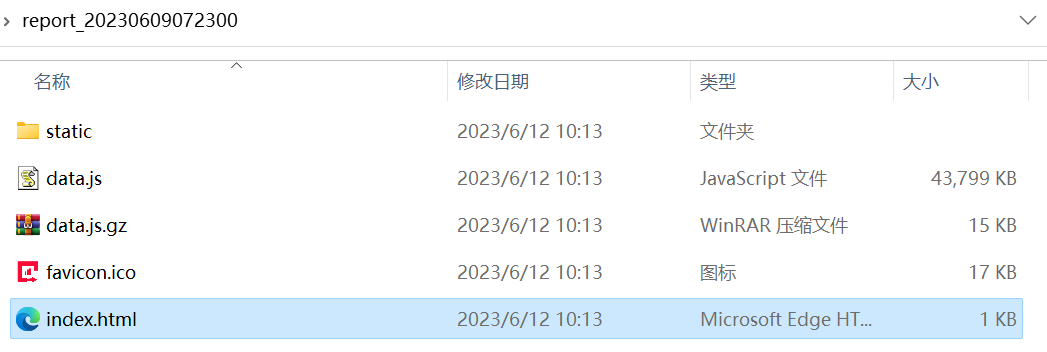 report_20230609072300
名称 修改日期 类型 大小
static 2023/6/12 10:13 文件夹
data.js 2023/6/12 10:13 JavaScript 文件 43,799 KB
data.js.gz 2023/6/12 10:13 WinRAR 压缩文件 15 KB
favicon.ico 2023/6/12 10:13 图标 17 KB
index.html 2023/6/12 10:13 Microsoft Edge HT... 1 KB